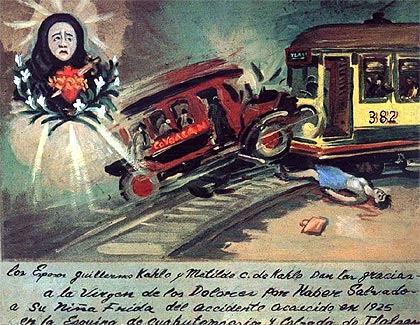 382
los Esposos guillermo Kahlo y Matilde C. de Kahlo Dan las gracias
a la Virgen de los Dolores Por Haber Salvado
a Su Niña Frida del accidente acaecido en 1925
en la Esquina de Cuahutemozin y Calzada de